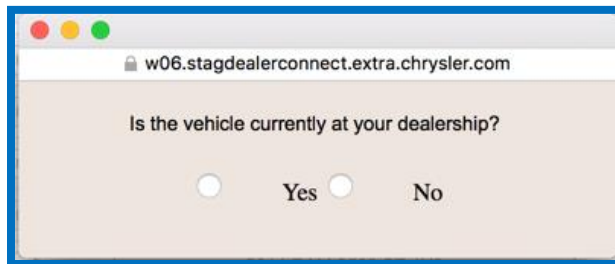 w06.stagdealerconnect.extra.chrysler.com
Is the vehicle currently at your dealership?
Yes No